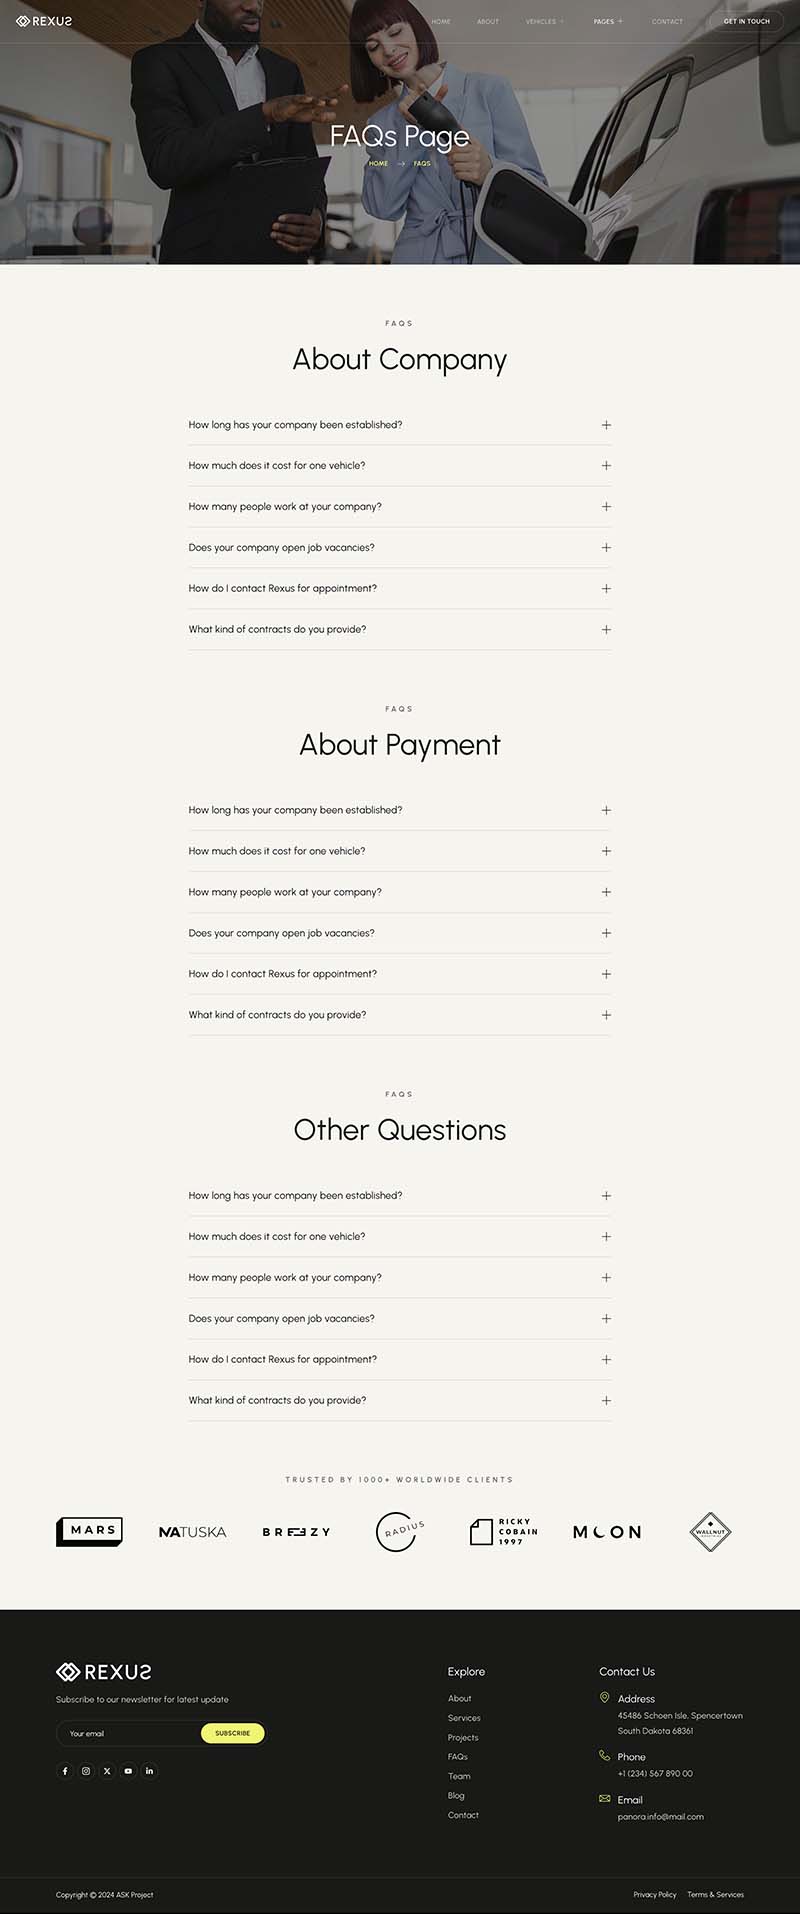 REXUS
HOME ABOUT VEHICLES + PAGES + CONTACT GET IN TOUCH
FAQs Page
HOME → FAQS
FAQS
About Company
How long has your company been established? +
How much does it cost for one vehicle? +
How many people work at your company? +
Does your company open job vacancies? +
How do I contact Rexus for appointment? +
What kind of contracts do you provide? +
FAQS
About Payment
How long has your company been established? +
How much does it cost for one vehicle? +
How many people work at your company? +
Does your company open job vacancies? +
How do I contact Rexus for appointment? +
What kind of contracts do you provide? +
FAQS
Other Questions
How long has your company been established? +
How much does it cost for one vehicle? +
How many people work at your company? +
Does your company open job vacancies? +
How do I contact Rexus for appointment? +
What kind of contracts do you provide? +
TRUSTED BY 1000+ WORLDWIDE CLIENTS
MARS
NATUSKA
BREEZY
RADIUS
RICKY
COBAIN
1997
MOON
WALLNUT
REXUS
Subscribe to our newsletter for latest update
Your email SUBSCRIBE
Explore
About
Services
Projects
FAQs
Team
Blog
Contact
Contact Us
Address
45486 Schoen Isle, Spencertown
South Dakota 68361
Phone
+1 (234) 567 890 00
Email
panora.info@mail.com
Copyright © 2024 ASK Project
Privacy Policy Terms & Services